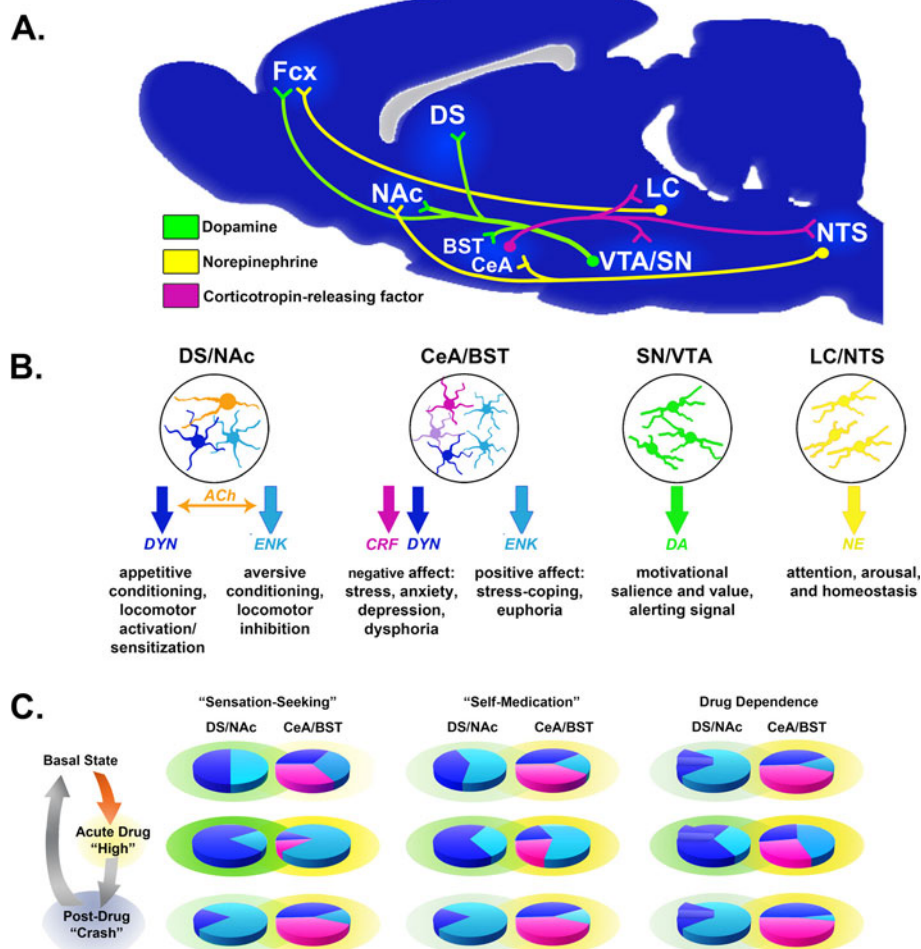 A.
Fcx
DS
NAc
LC
BST
CeA
VTA/SN
NTS
Dopamine
Norepinephrine
Corticotropin-releasing factor
B.
DS/NAc
CeA/BST
SN/VTA
LC/NTS
ACh
DYN
ENK
CRF
DYN
ENK
DA
NE
appetitive
conditioning,
locomotor
activation/
sensitization
aversive
conditioning,
locomotor
inhibition
negative affect:
stress, anxiety,
depression,
dysphoria
positive affect:
stress-coping,
euphoria
motivational
salience and value,
alerting signal
attention, arousal,
and homeostasis
C.
“Sensation-Seeking”
“Self-Medication”
Drug Dependence
DS/NAc
CeA/BST
DS/NAc
CeA/BST
DS/NAc
CeA/BST
Basal State
Acute Drug
“High”
Post-Drug
“Crash”